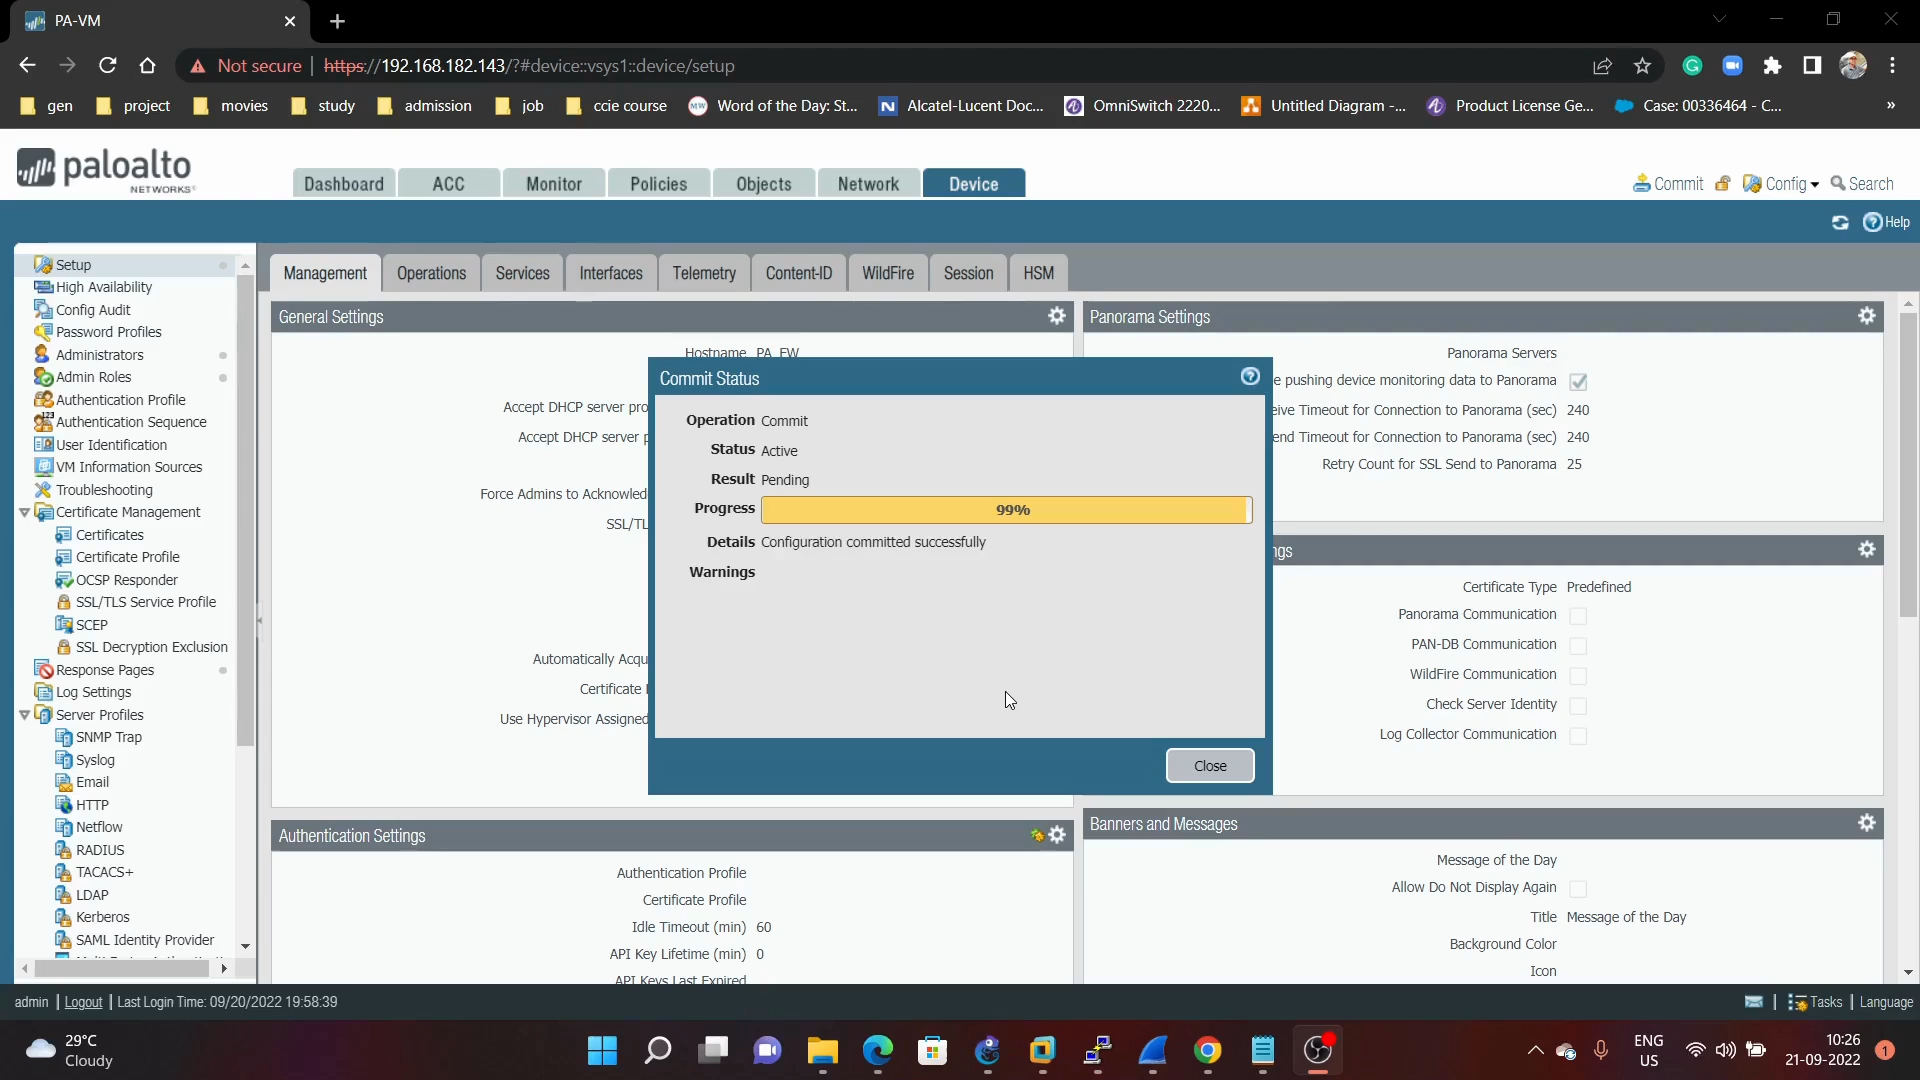 PA-VM
Not secure | https://192.168.182.143/?#device::vsys1::device/setup
gen project movies study admission job ccie course Word of the Day: St... Alcatel-Lucent Doc... OmniSwitch 2220... Untitled Diagram -... Product License Ge... Case: 00336464 - C... »
paloalto
NETWORKS
Dashboard ACC Monitor Policies Objects Network Device
Commit Config Search
Help
Setup
High Availability
Config Audit
Password Profiles
Administrators
Admin Roles
Authentication Profile
Authentication Sequence
User Identification
VM Information Sources
Troubleshooting
Certificate Management
Certificates
Certificate Profile
OCSP Responder
SSL/TLS Service Profile
SCEP
SSL Decryption Exclusion
Response Pages
Log Settings
Server Profiles
SNMP Trap
Syslog
Email
HTTP
Netflow
RADIUS
TACACS+
LDAP
Kerberos
SAML Identity Provider
Management Operations Services Interfaces Telemetry Content-ID WildFire Session HSM
General Settings
Hostname PA_FW
Accept DHCP server pro
Accept DHCP server p
Force Admins to Acknowled
SSL/TL
Automatically Acqu
Certificate
Use Hypervisor Assigned
Commit Status
Operation Commit
Status Active
Result Pending
Progress 99%
Details Configuration committed successfully
Warnings
Close
Panorama Settings
Panorama Servers
e pushing device monitoring data to Panorama
eive Timeout for Connection to Panorama (sec) 240
end Timeout for Connection to Panorama (sec) 240
Retry Count for SSL Send to Panorama 25
ngs
Certificate Type Predefined
Panorama Communication
PAN-DB Communication
WildFire Communication
Check Server Identity
Log Collector Communication
Authentication Settings
Authentication Profile
Certificate Profile
Idle Timeout (min) 60
API Key Lifetime (min) 0
API Keys Last Expired
Banners and Messages
Message of the Day
Allow Do Not Display Again
Title Message of the Day
Background Color
Icon
admin | Logout | Last Login Time: 09/20/2022 19:58:39
Tasks | Language
29°C
Cloudy
ENG
US
10:26
21-09-2022
1